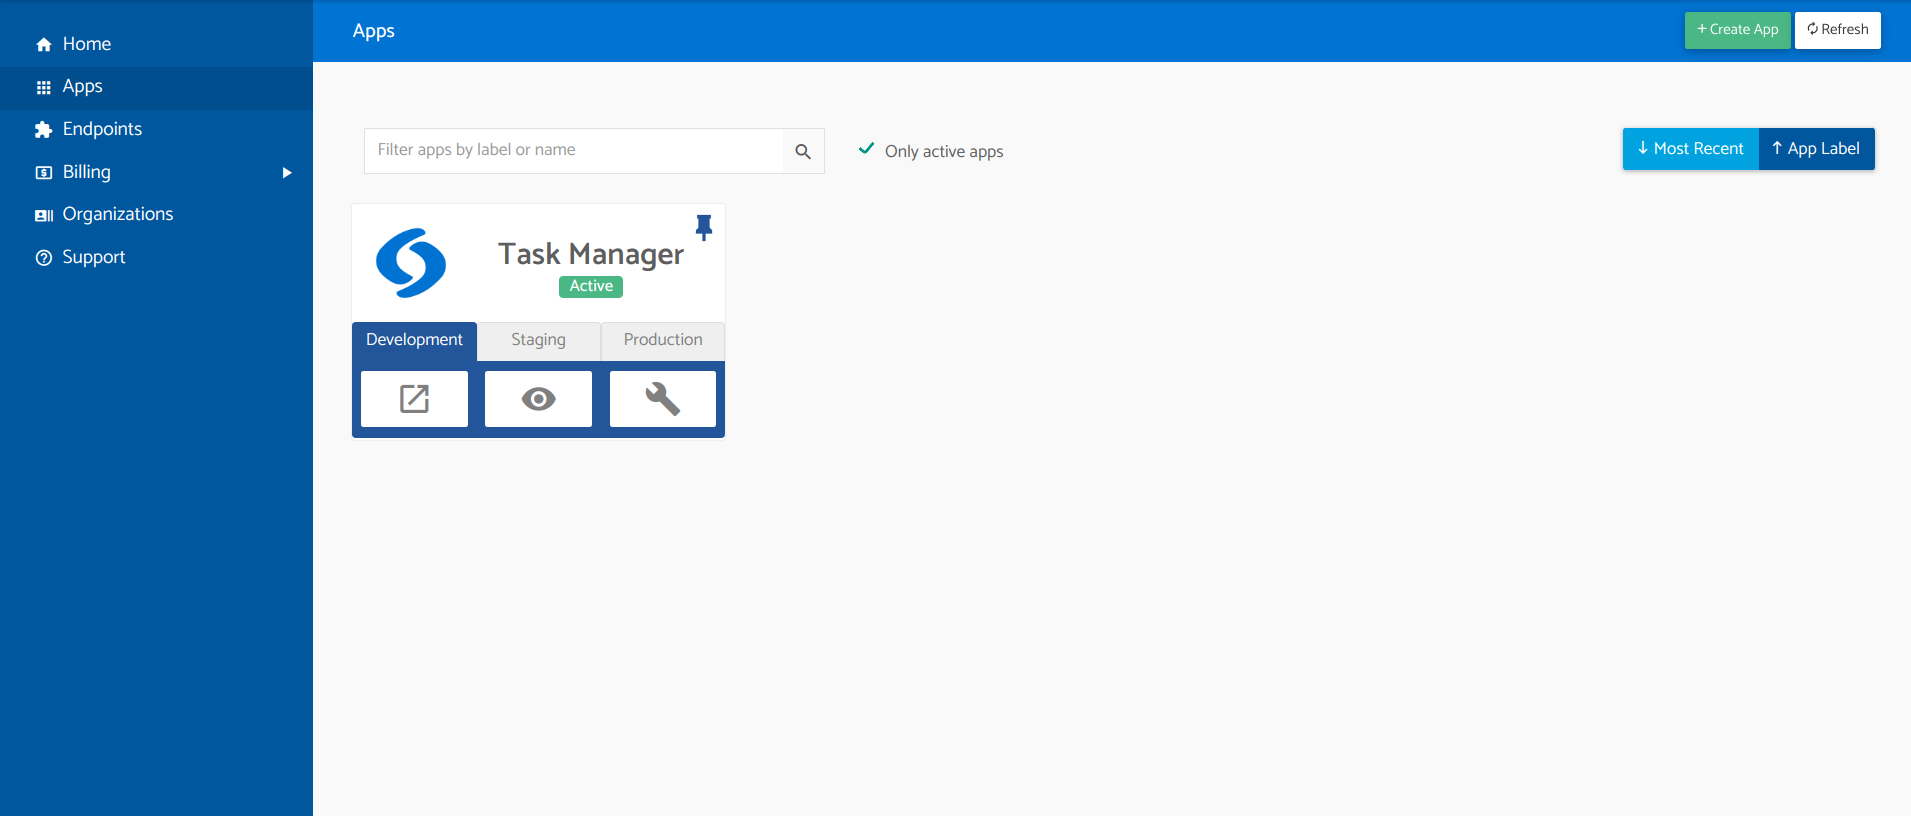 Home
Apps
Endpoints
Billing
Organizations
Support
Apps
+ Create App
Refresh
Filter apps by label or name
Only active apps
↓ Most Recent
↑ App Label
Task Manager
Active
Development
Staging
Production